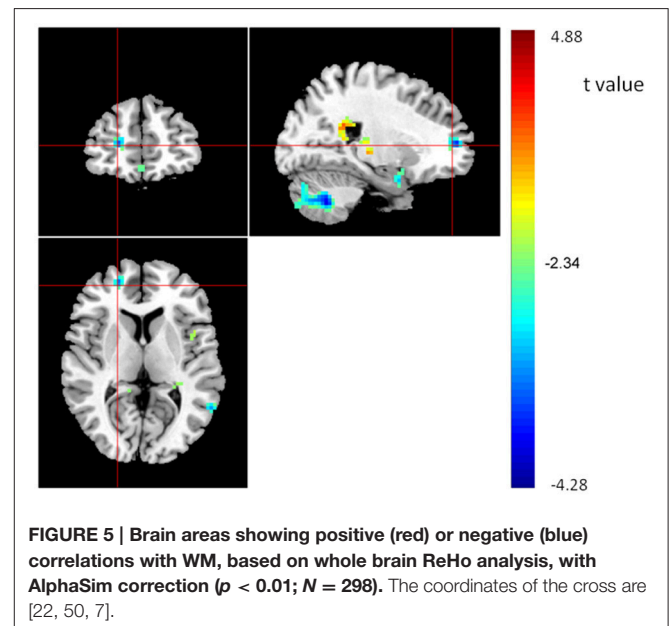 4.88
t value
-2.34
-4.28
FIGURE 5 | Brain areas showing positive (red) or negative (blue)
correlations with WM, based on whole brain ReHo analysis, with
AlphaSim correction (p < 0.01; N = 298). The coordinates of the cross are
[22, 50, 7].